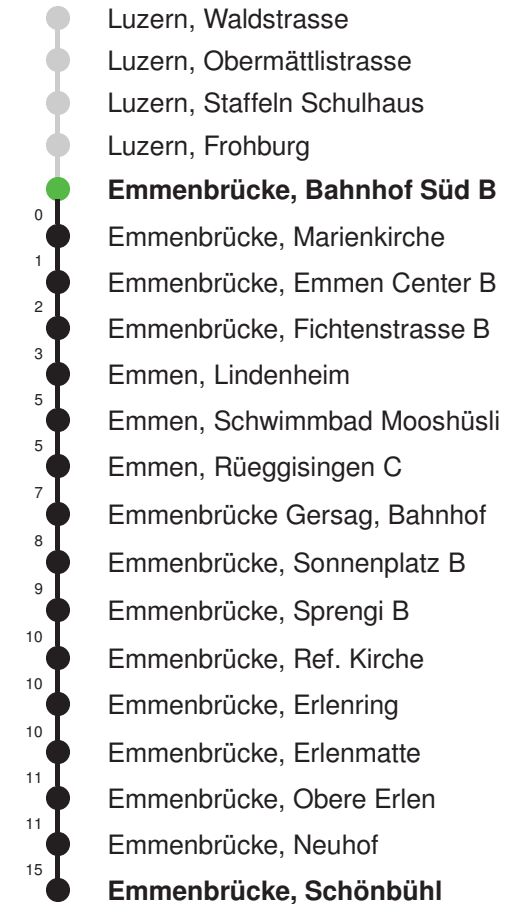 Luzern, Waldstrasse
Luzern, Obermättlistrasse
Luzern, Staffeln Schulhaus
Luzern, Frohburg
Emmenbrücke, Bahnhof Süd B
0
Emmenbrücke, Marienkirche
1
Emmenbrücke, Emmen Center B
2
Emmenbrücke, Fichtenstrasse B
3
Emmen, Lindenheim
5
Emmen, Schwimmbad Mooshüsli
5
Emmen, Rüeggisingen C
7
Emmenbrücke Gersag, Bahnhof
8
Emmenbrücke, Sonnenplatz B
9
Emmenbrücke, Sprengi B
10
Emmenbrücke, Ref. Kirche
10
Emmenbrücke, Erlenring
10
Emmenbrücke, Erlenmatte
11
Emmenbrücke, Obere Erlen
11
Emmenbrücke, Neuhof
15
Emmenbrücke, Schönbühl